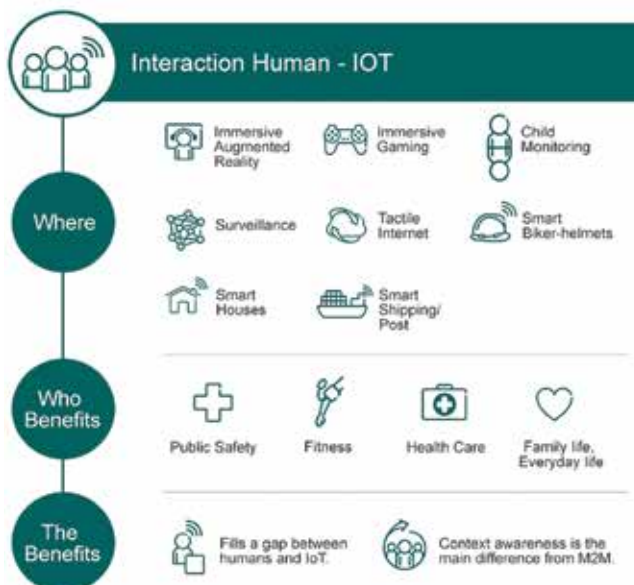 Interaction Human - IOT
Where
Immersive
Augmented
Reality
Immersive
Gaming
Child
Monitoring
Surveillance
Tactile
Internet
Smart
Biker-helmets
Smart
Houses
Smart
Shipping/
Post
Who
Benefits
Public Safety
Fitness
Health Care
Family life,
Everyday life
The
Benefits
Fills a gap between
humans and IoT.
Context awareness is the
main difference from M2M.